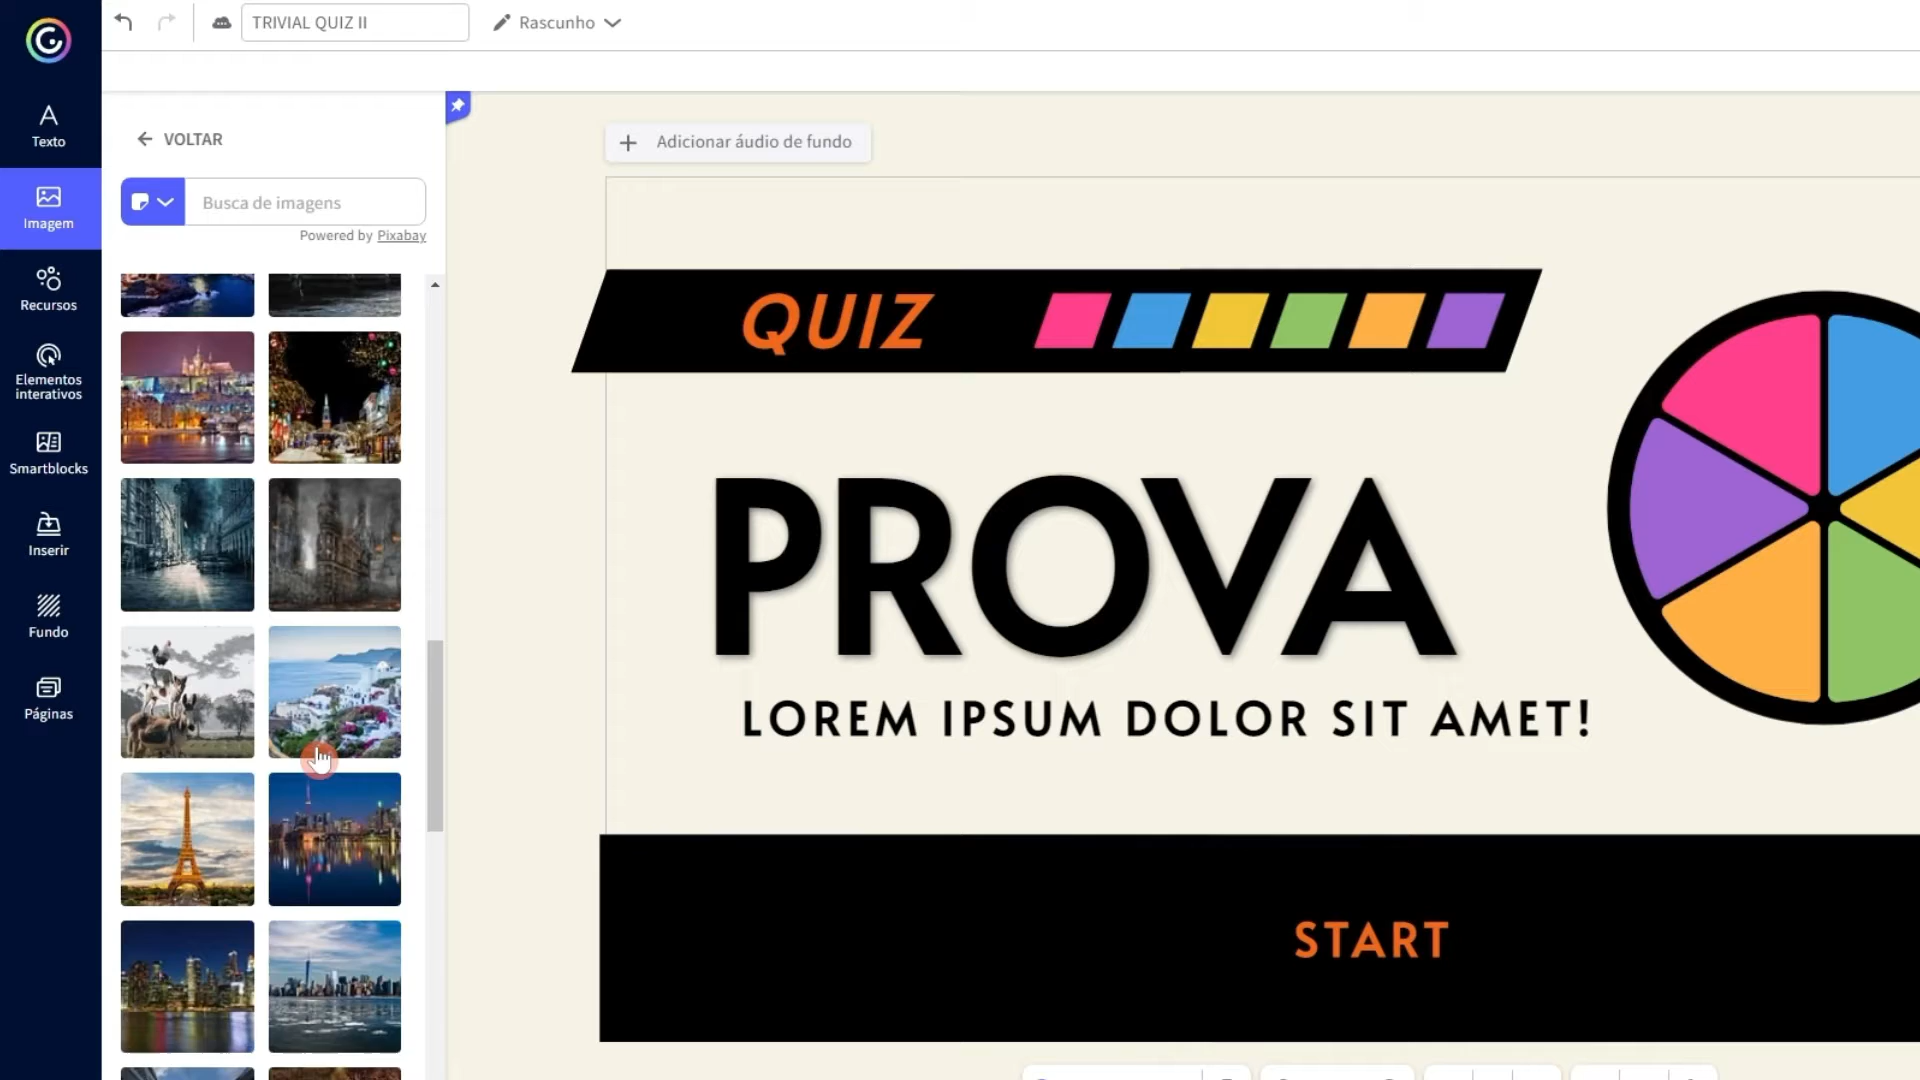 TRIVIAL QUIZ II
Rascunho
Texto
VOLTAR
Adicionar áudio de fundo
Imagem
Busca de imagens
Powered by Pixabay
Recursos
Elementos
interativos
Smartblocks
Inserir
Fundo
Páginas
QUIZ
PROVA
LOREM IPSUM DOLOR SIT AMET!
START